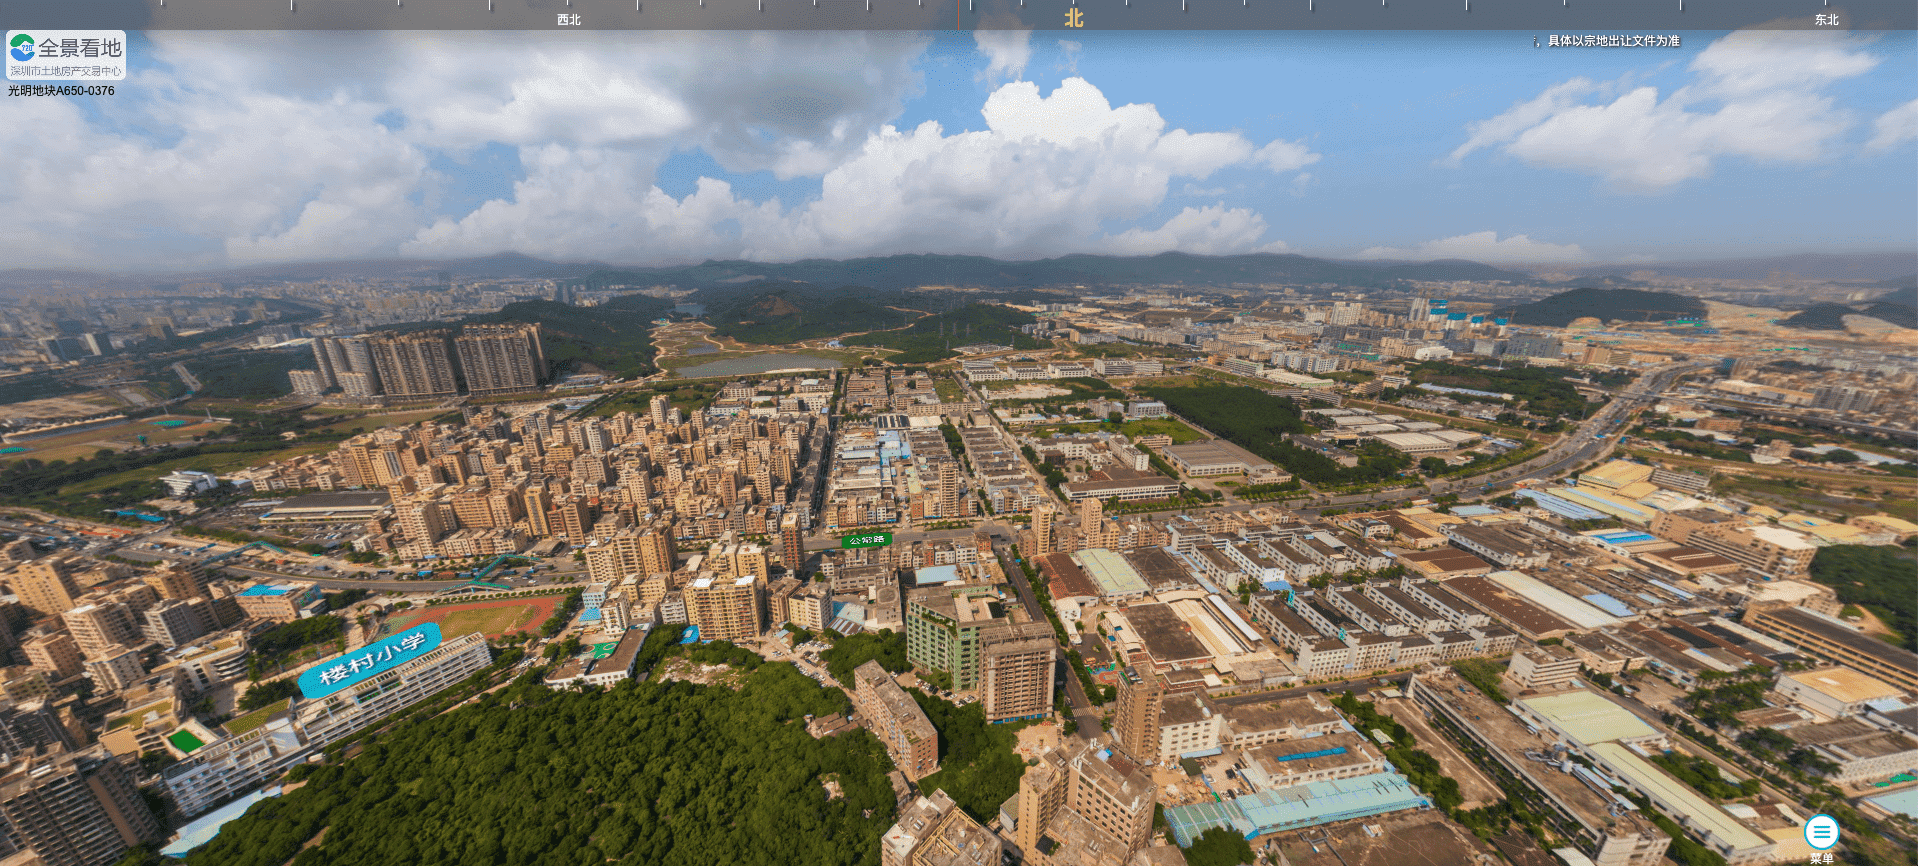 西北
北
东北
720°
全景看地
深圳市土地房产交易中心
光明地块A650-0376
，具体以宗地出让文件为准
公常路
楼村小学
菜单